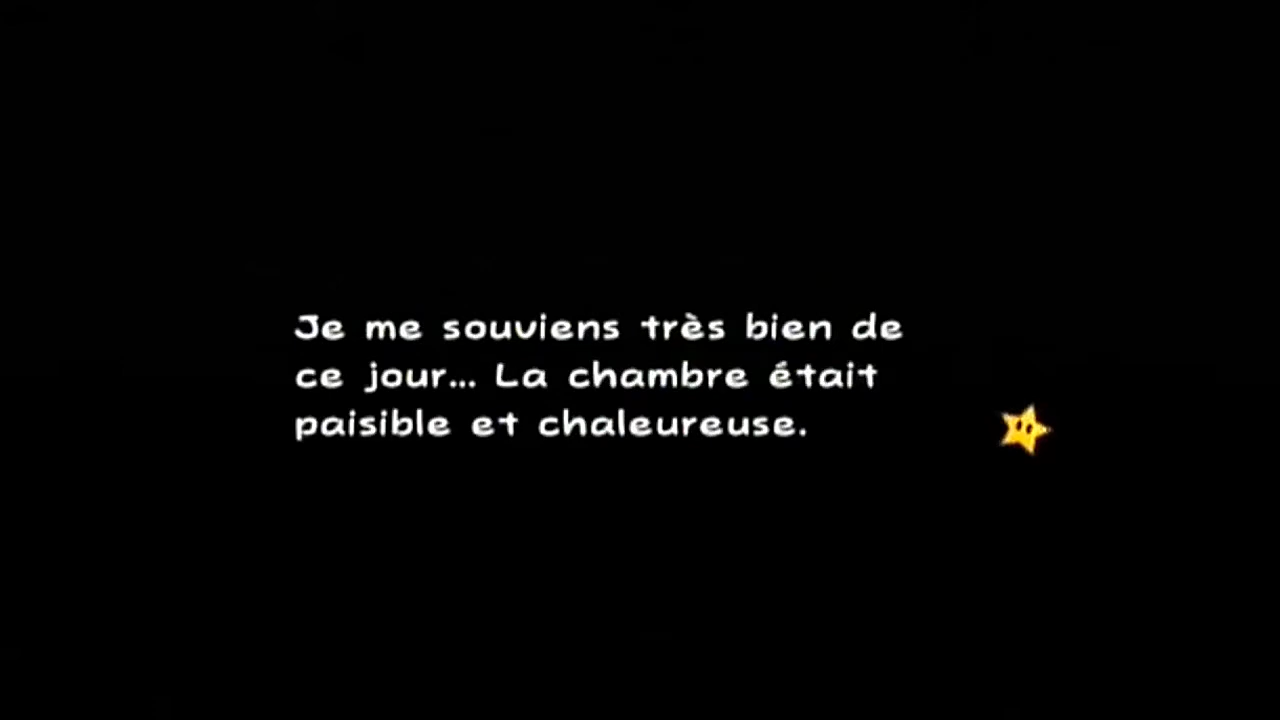 Je me souviens très bien de
ce jour... La chambre était
paisible et chaleureuse.